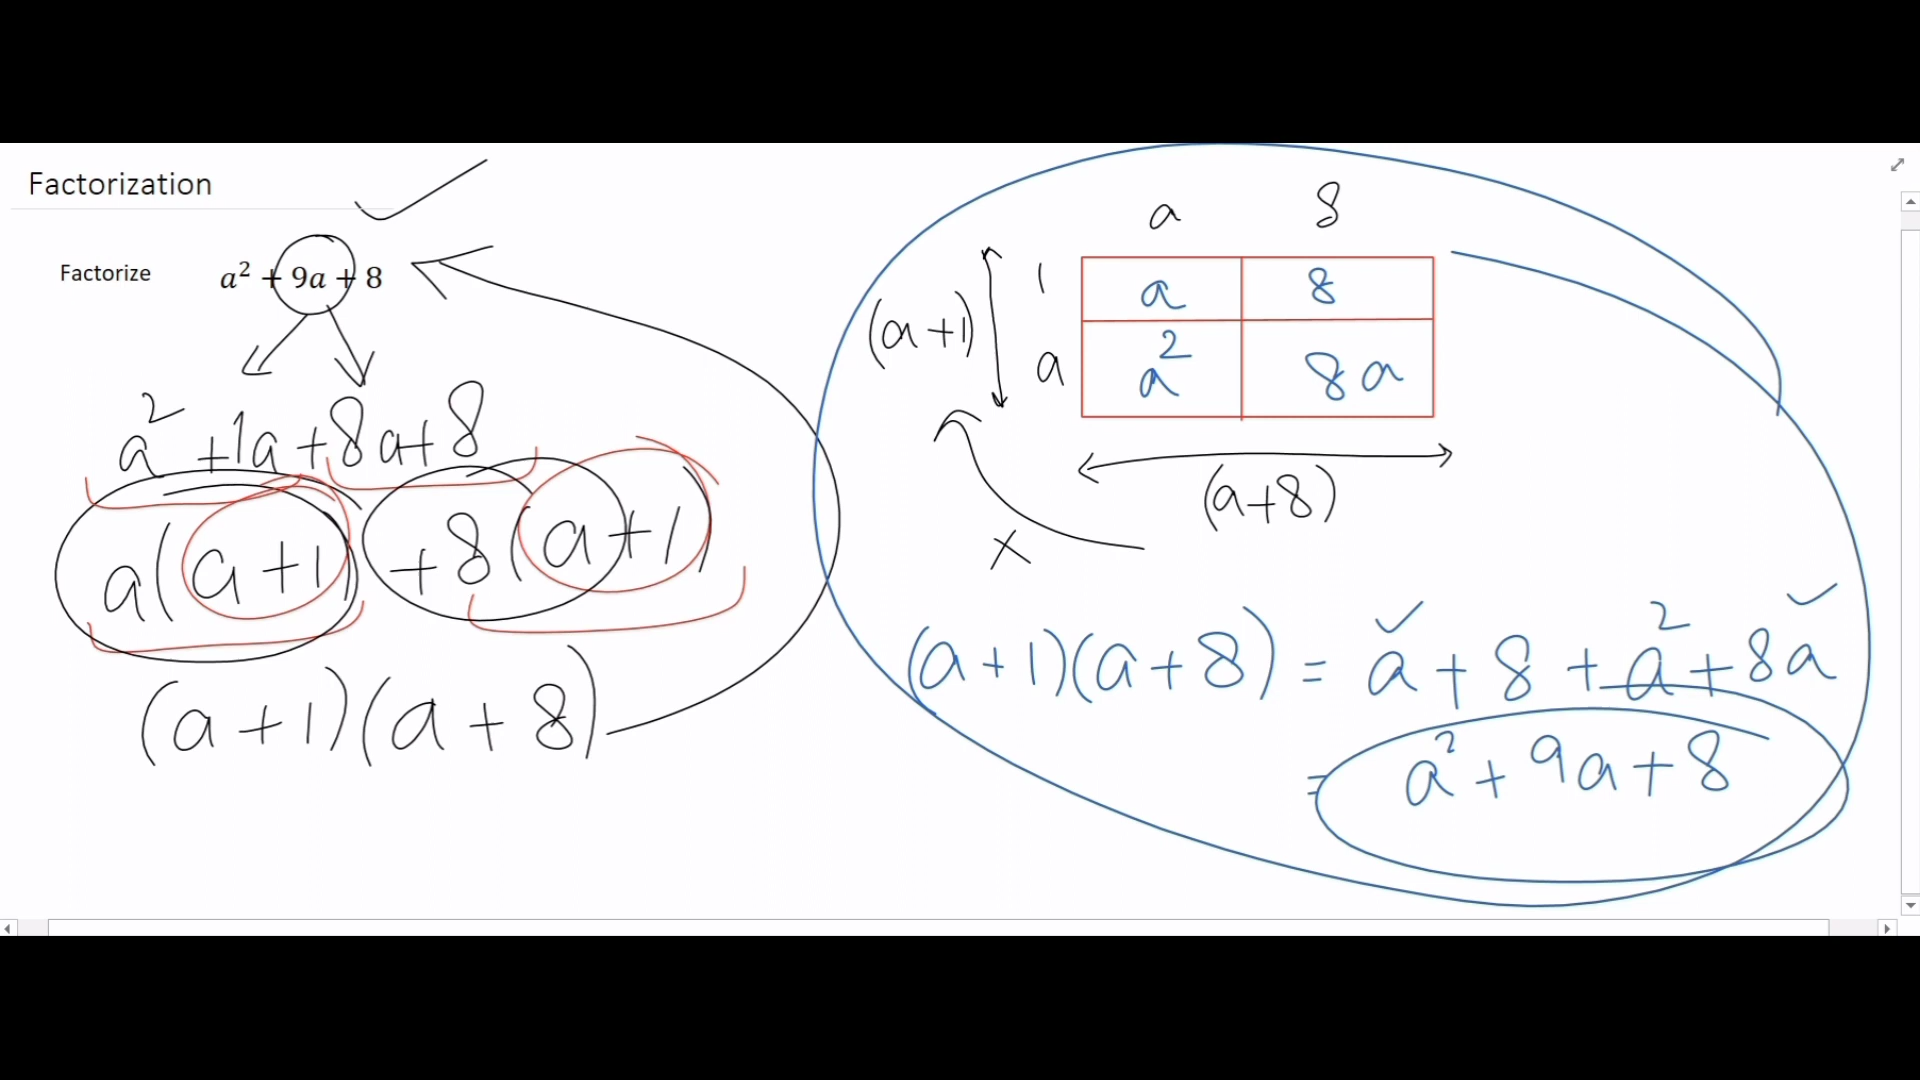 Factorization
Factorize a² + 9a + 8
a² + 1a + 8a + 8
a(a+1) + 8(a+1)
(a+1)(a+8)
a 8
1 a 8
(a+1)
a a² 8a
(a+8)
×
(a+1)(a+8) = a + 8 + a² + 8a
= a² + 9a + 8